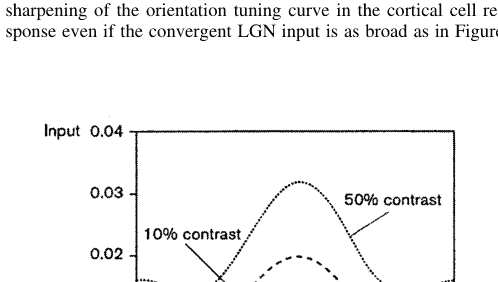 sharpening of the orientation tuning curve in the cortical cell re
sponse even if the convergent LGN input is as broad as in Figure
Input 0.04
0.03
50% contrast
10% contrast
0.02